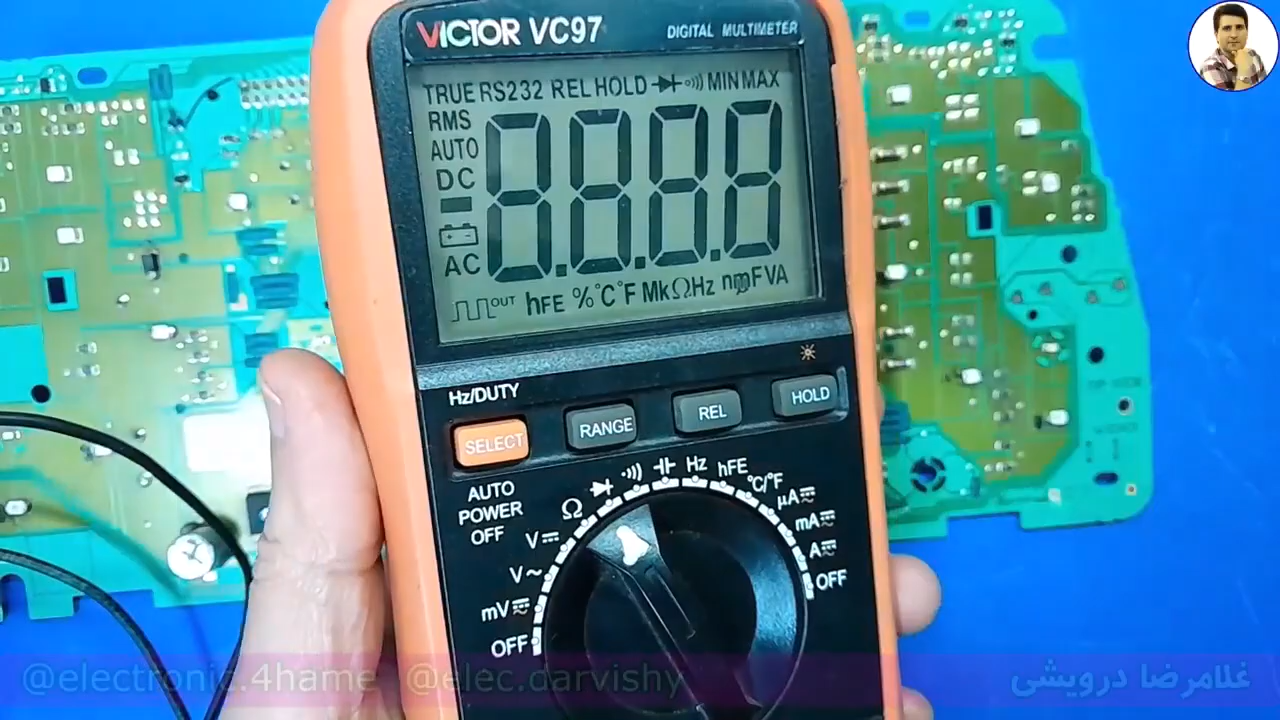 VICTOR VC97 DIGITAL MULTIMETER
TRUE RS232 REL HOLD MIN MAX
RMS
AUTO
DC
AC
8.8.8.8
OUT hFE % °C °F MkΩHz nmµF VA
Hz/DUTY
SELECT RANGE REL HOLD
AUTO
POWER
OFF
Ω
V
V~
mV
OFF
Hz
hFE
°C/°F
µA
mA
A
OFF
@electronic.4hame @elec.darvishy
غلامرضا درویشی